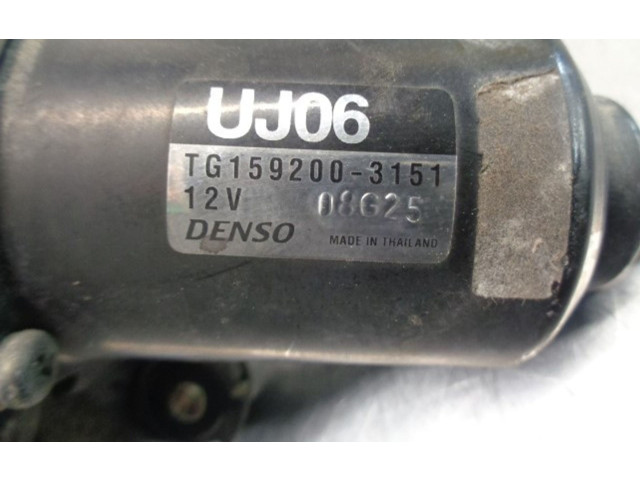 UJ06
TG159200-3151
12V 08G25
DENSO MADE IN THAILAND